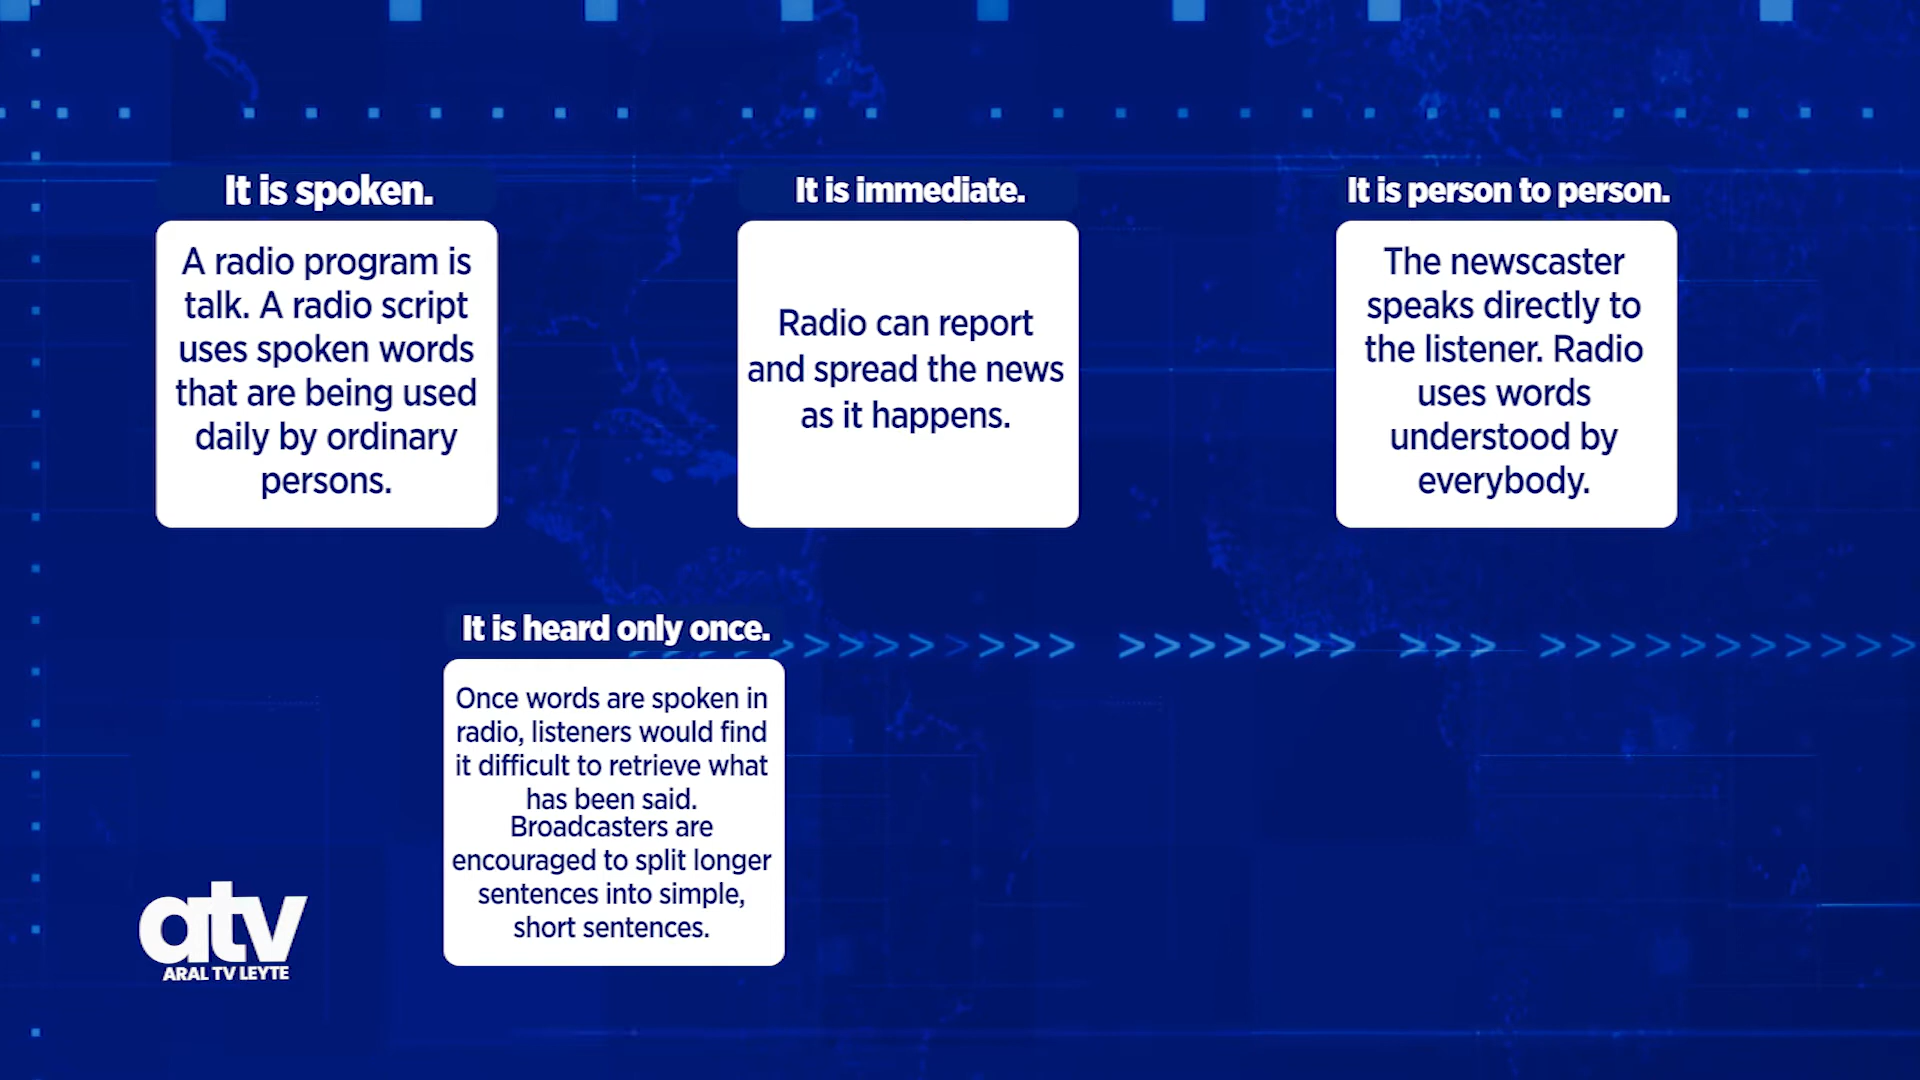 It is spoken.
A radio program is
talk. A radio script
uses spoken words
that are being used
daily by ordinary
persons.
It is immediate.
Radio can report
and spread the news
as it happens.
It is person to person.
The newscaster
speaks directly to
the listener. Radio
uses words
understood by
everybody.
It is heard only once.
Once words are spoken in
radio, listeners would find
it difficult to retrieve what
has been said.
Broadcasters are
encouraged to split longer
sentences into simple,
short sentences.
atv
ARAL TV LEYTE